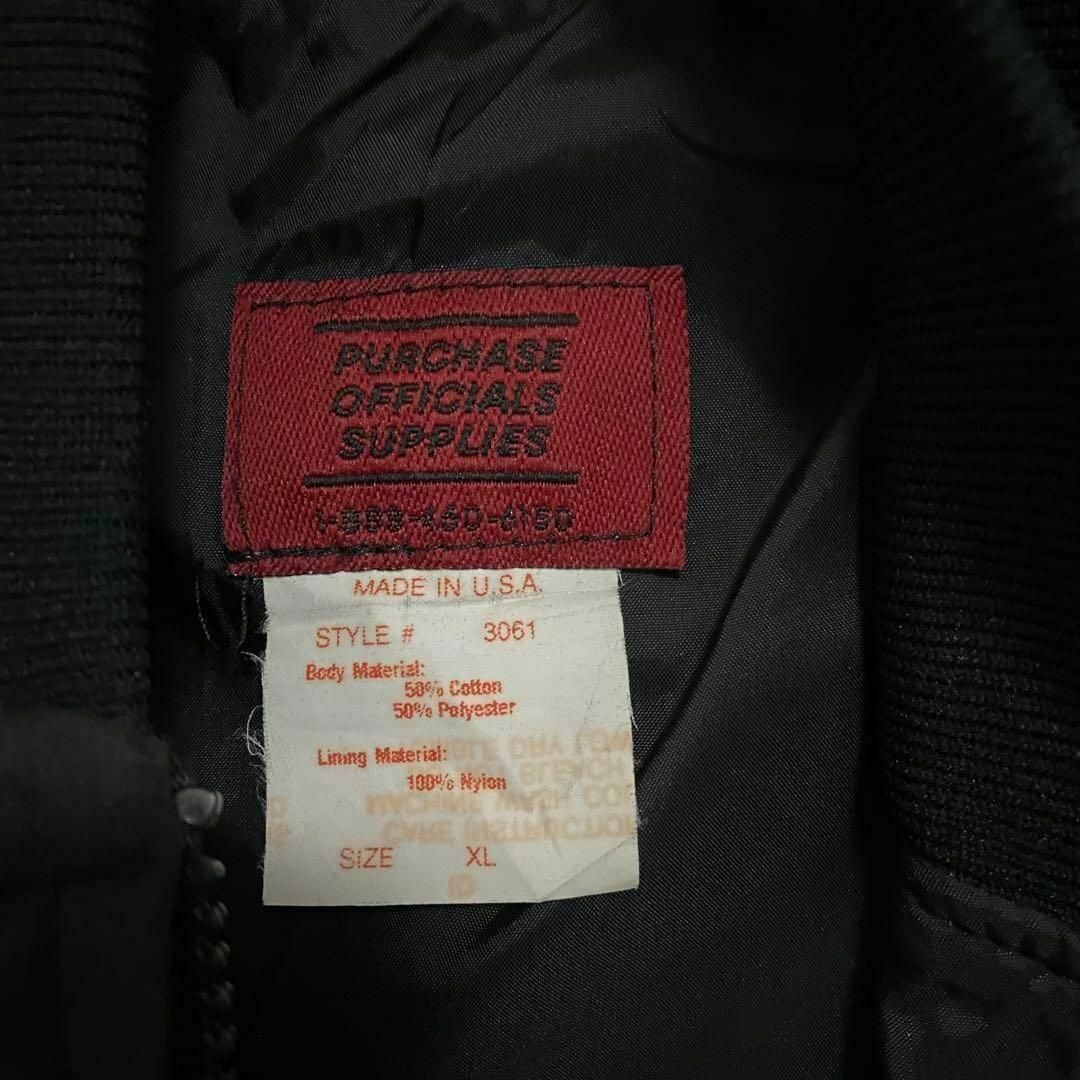 PURCHASE
OFFICIALS
SUPPLIES
MADE IN U.S.A.
STYLE # 3061
Body Material:
50% Cotton
50% Polyester
Lining Material:
100% Nylon
SIZE XL